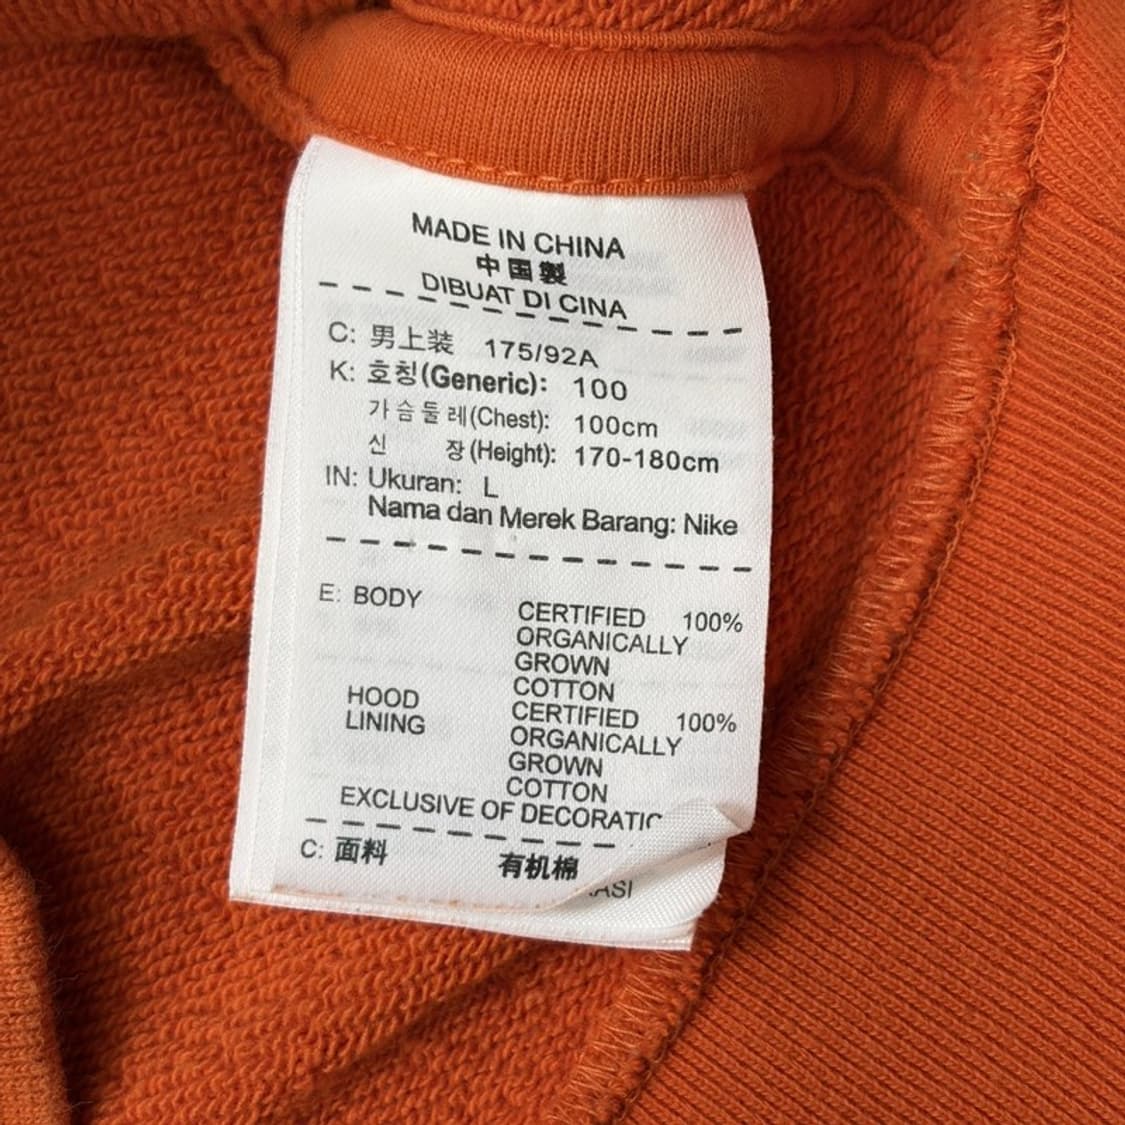 MADE IN CHINA
中国製
DIBUAT DI CINA
C: 男上装 175/92A
K: 호칭(Generic): 100
가슴둘레(Chest): 100cm
신 장(Height): 170-180cm
IN: Ukuran: L
Nama dan Merek Barang: Nike
E: BODY CERTIFIED 100%
ORGANICALLY
GROWN
COTTON
HOOD CERTIFIED 100%
LINING ORGANICALLY
GROWN
COTTON
EXCLUSIVE OF DECORATIC
C: 面料 有机棉
ASI